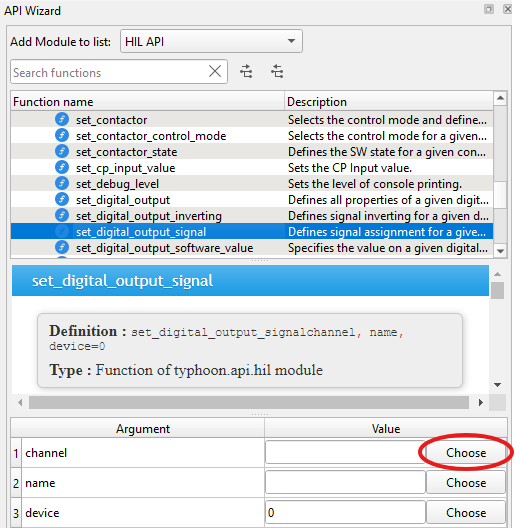 API Wizard
Add Module to list: HIL API
Search functions
Function name Description
set_contactor Selects the control mode and define...
set_contactor_control_mode Selects the control mode for a given...
set_contactor_state Defines the SW state for a given con...
set_cp_input_value Sets the CP Input value.
set_debug_level Sets the level of console printing.
set_digital_output Defines all properties of a given digit...
set_digital_output_inverting Defines signal inverting for a given d...
set_digital_output_signal Defines signal assignment for a give...
set_digital_output_software_value Specifies the value on a given digital...
set_digital_output_signal
Definition : set_digital_output_signalchannel, name,
device=0
Type : Function of typhoon.api.hil module
Argument Value
1 channel Choose
2 name Choose
3 device 0 Choose